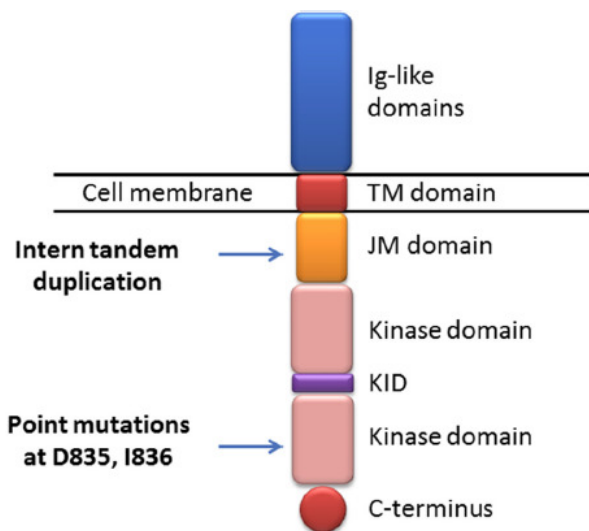 Ig-like
domains
Cell membrane
TM domain
Intern tandem
duplication
JM domain
Kinase domain
KID
Point mutations
at D835, I836
Kinase domain
C-terminus